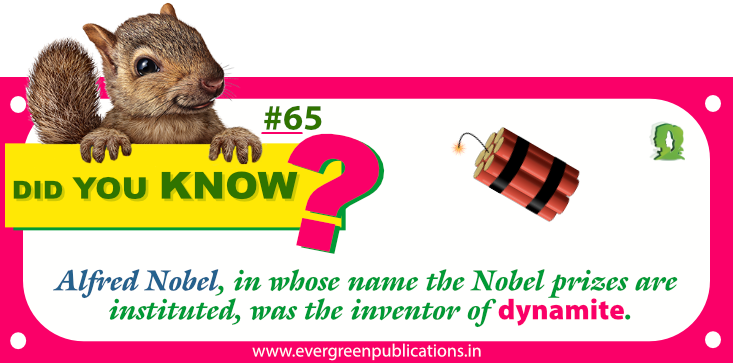 #65
DID YOU KNOW
?
Alfred Nobel, in whose name the Nobel prizes are
instituted, was the inventor of dynamite.
www.evergreenpublications.in